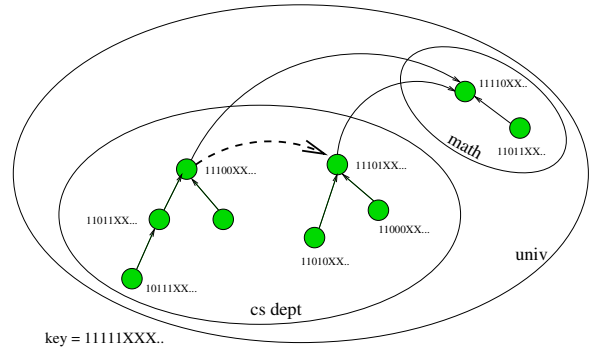 11110XX..
math
11011XX..
11100XX...
11101XX...
11011XX...
11000XX...
11010XX..
univ
10111XX...
cs dept
key = 11111XXX..